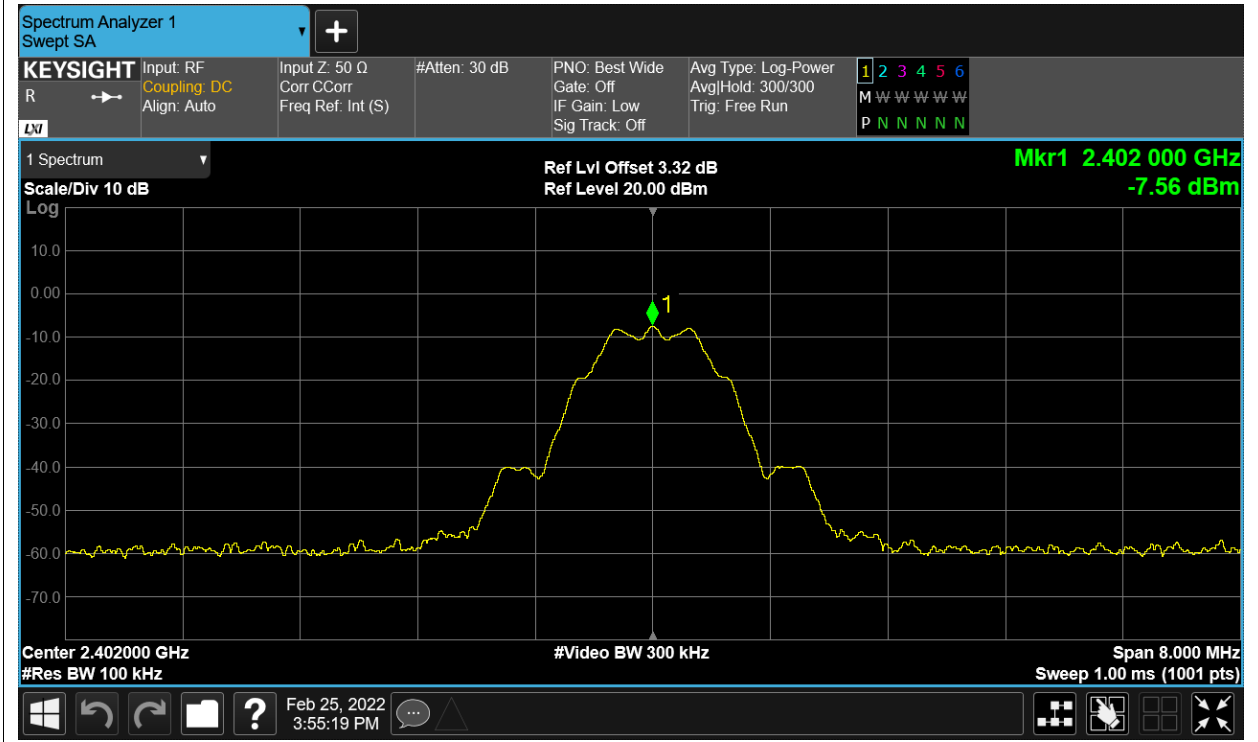 Spectrum Analyzer 1
Swept SA
KEYSIGHT
R
LXI
Input: RF
Coupling: DC
Align: Auto
Input Z: 50 Ω
Corr CCorr
Freq Ref: Int (S)
#Atten: 30 dB
PNO: Best Wide
Gate: Off
IF Gain: Low
Sig Track: Off
Avg Type: Log-Power
Avg|Hold: 300/300
Trig: Free Run
1 2 3 4 5 6
M W W W W W
P N N N N N
1 Spectrum
Scale/Div 10 dB
Log
Ref Lvl Offset 3.32 dB
Ref Level 20.00 dBm
Mkr1 2.402 000 GHz
-7.56 dBm
1
10.0
0.00
-10.0
-20.0
-30.0
-40.0
-50.0
-60.0
-70.0
Center 2.402000 GHz
#Res BW 100 kHz
#Video BW 300 kHz
Span 8.000 MHz
Sweep 1.00 ms (1001 pts)
?
Feb 25, 2022
3:55:19 PM